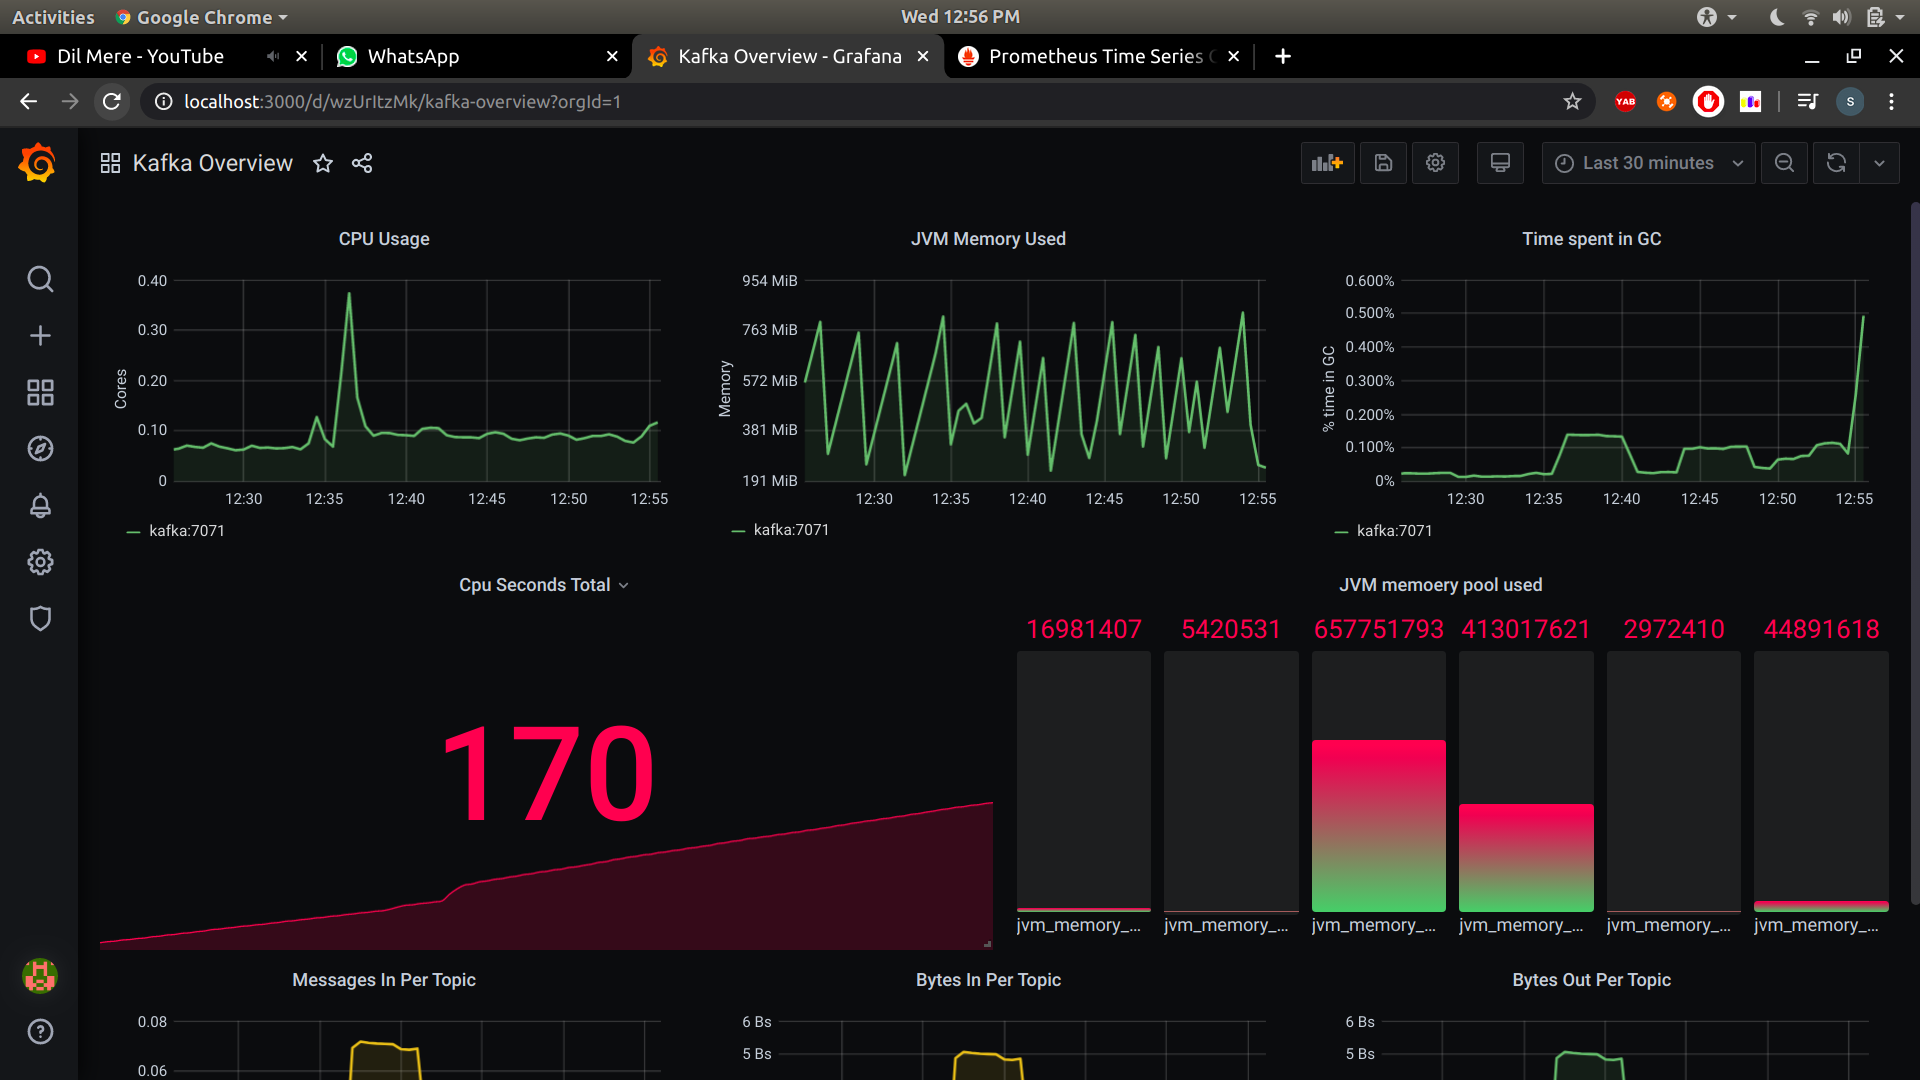 Activities Google Chrome Wed 12:56 PM
Dil Mere - YouTube WhatsApp Kafka Overview - Grafana Prometheus Time Series
localhost:3000/d/wzUrItzMk/kafka-overview?orgId=1 YAB S
Kafka Overview Last 30 minutes
CPU Usage
Cores
0.40
0.30
0.20
0.10
0
12:30 12:35 12:40 12:45 12:50 12:55
kafka:7071
JVM Memory Used
Memory
954 MiB
763 MiB
572 MiB
381 MiB
191 MiB
12:30 12:35 12:40 12:45 12:50 12:55
kafka:7071
Time spent in GC
% time in GC
0.600%
0.500%
0.400%
0.300%
0.200%
0.100%
0%
12:30 12:35 12:40 12:45 12:50 12:55
kafka:7071
Cpu Seconds Total
170
JVM memoery pool used
16981407 5420531 657751793 413017621 2972410 44891618
jvm_memory_... jvm_memory_... jvm_memory_... jvm_memory_... jvm_memory_... jvm_memory_...
Messages In Per Topic
0.08
0.06
Bytes In Per Topic
6 Bs
5 Bs
Bytes Out Per Topic
6 Bs
5 Bs